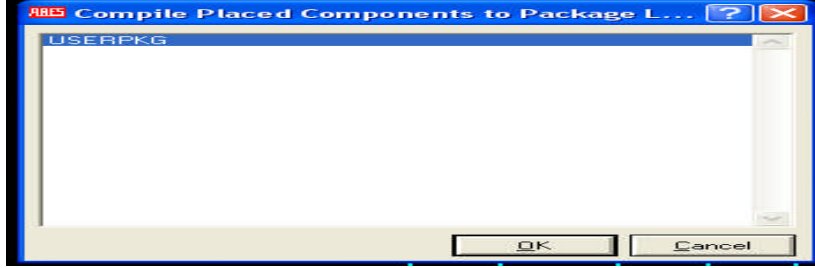 ARES Compile Placed Components to Package L... ?
USERPKG
OK Cancel